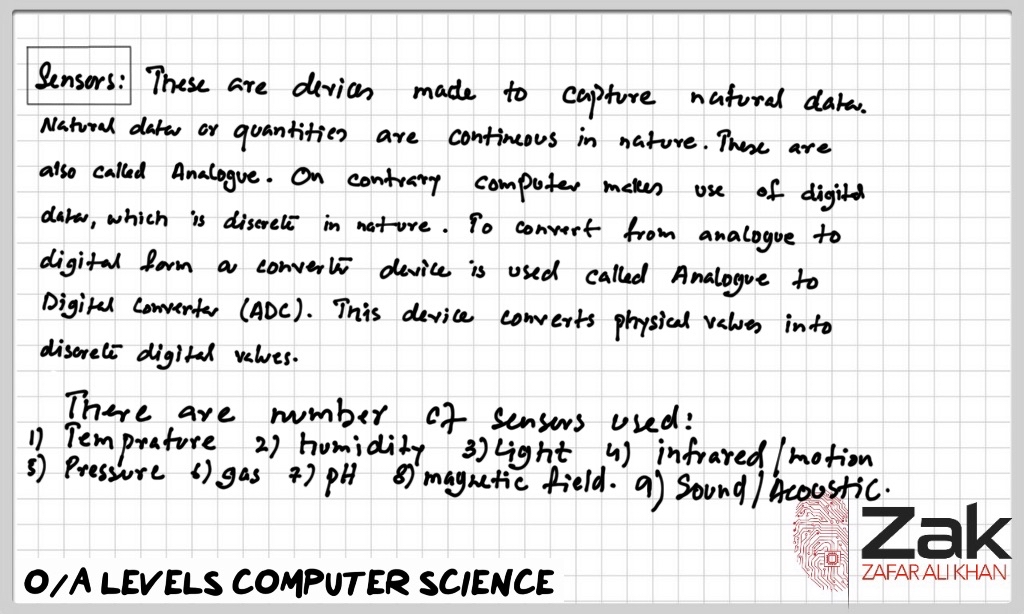 Sensors: These are devices made to capture natural data.
Natural data or quantities are contineous in nature. These are
also called Analogue. On contrary computer makes use of digital
data, which is discrete in nature. To convert from analogue to
digital form a converte device is used called Analogue to
Digital Converter (ADC). This device converts physical values into
discrete digital values.
There are number of sensors used:
1) Temprature 2) Humidity 3) Light 4) infrared/motion
5) Pressure 6) gas 7) pH 8) magnetic field. 9) Sound/Acoustic.
Zak
ZAFAR ALI KHAN
O/A LEVELS COMPUTER SCIENCE